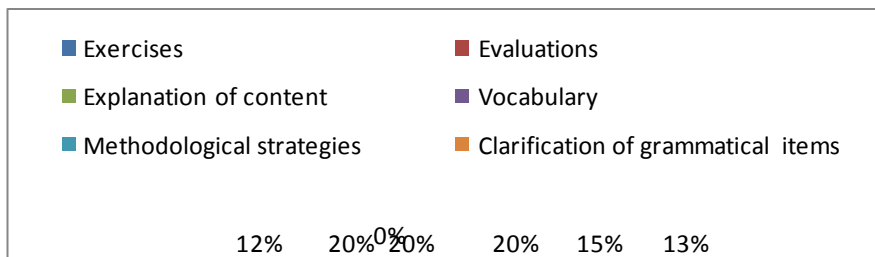 Exercises Evaluations
Explanation of content Vocabulary
Methodological strategies Clarification of grammatical items
12% 20% 0% 20% 20% 15% 13%